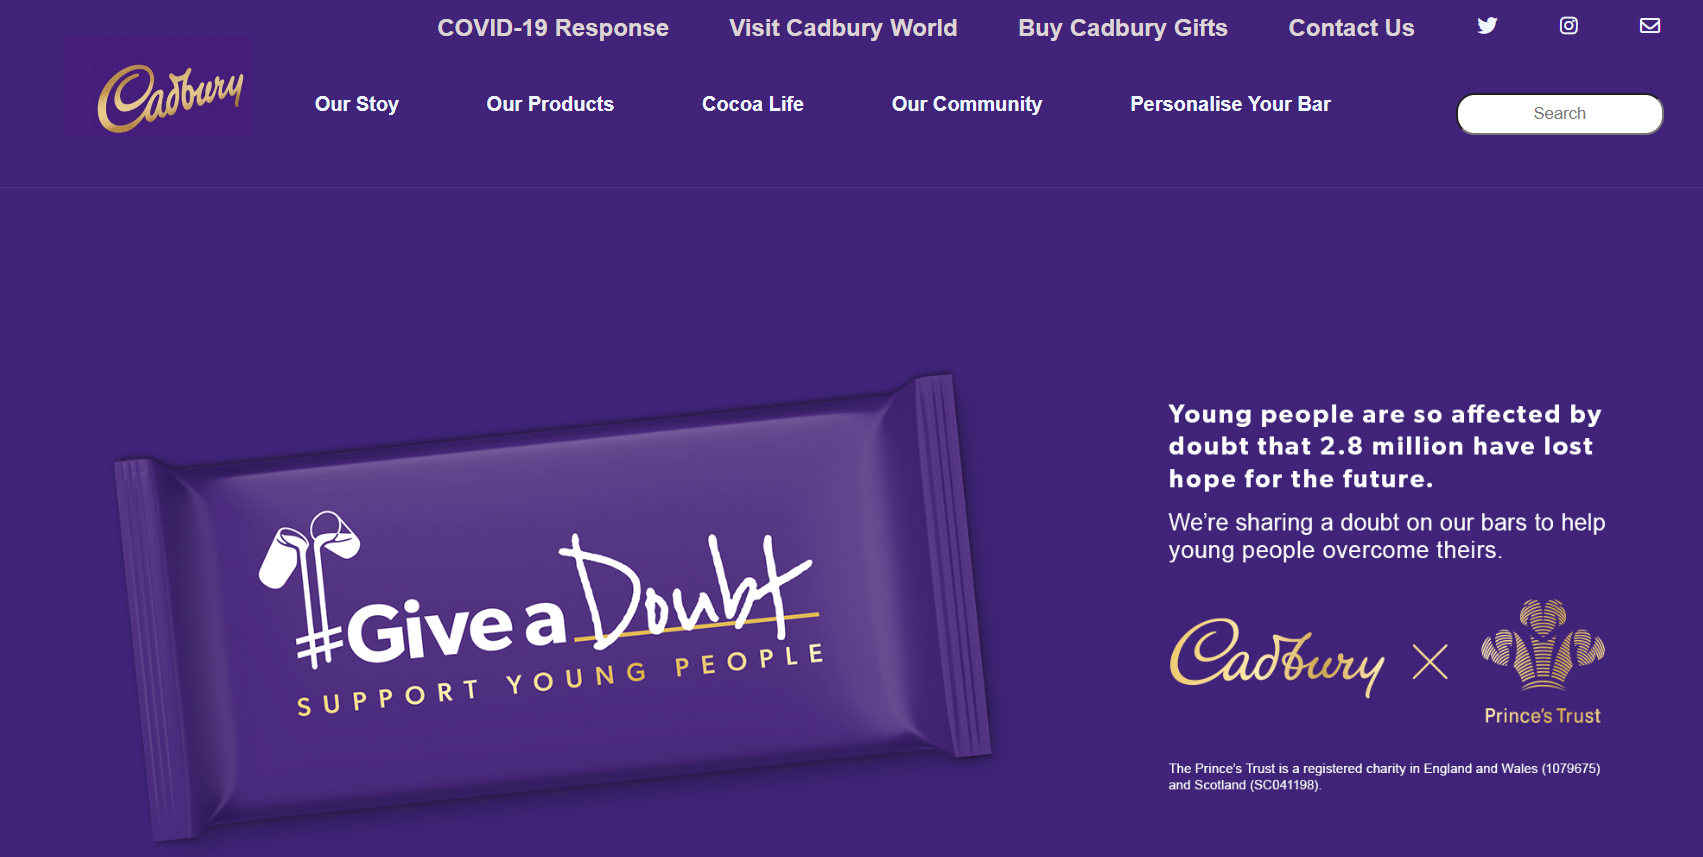 COVID-19 Response Visit Cadbury World Buy Cadbury Gifts Contact Us
Cadbury
Our Stoy Our Products Cocoa Life Our Community Personalise Your Bar
Search
#Give a Doubt
SUPPORT YOUNG PEOPLE
Young people are so affected by
doubt that 2.8 million have lost
hope for the future.
We're sharing a doubt on our bars to help
young people overcome theirs.
Cadbury
Prince's Trust
The Prince's Trust is a registered charity in England and Wales (1079675)
and Scotland (SC041198).